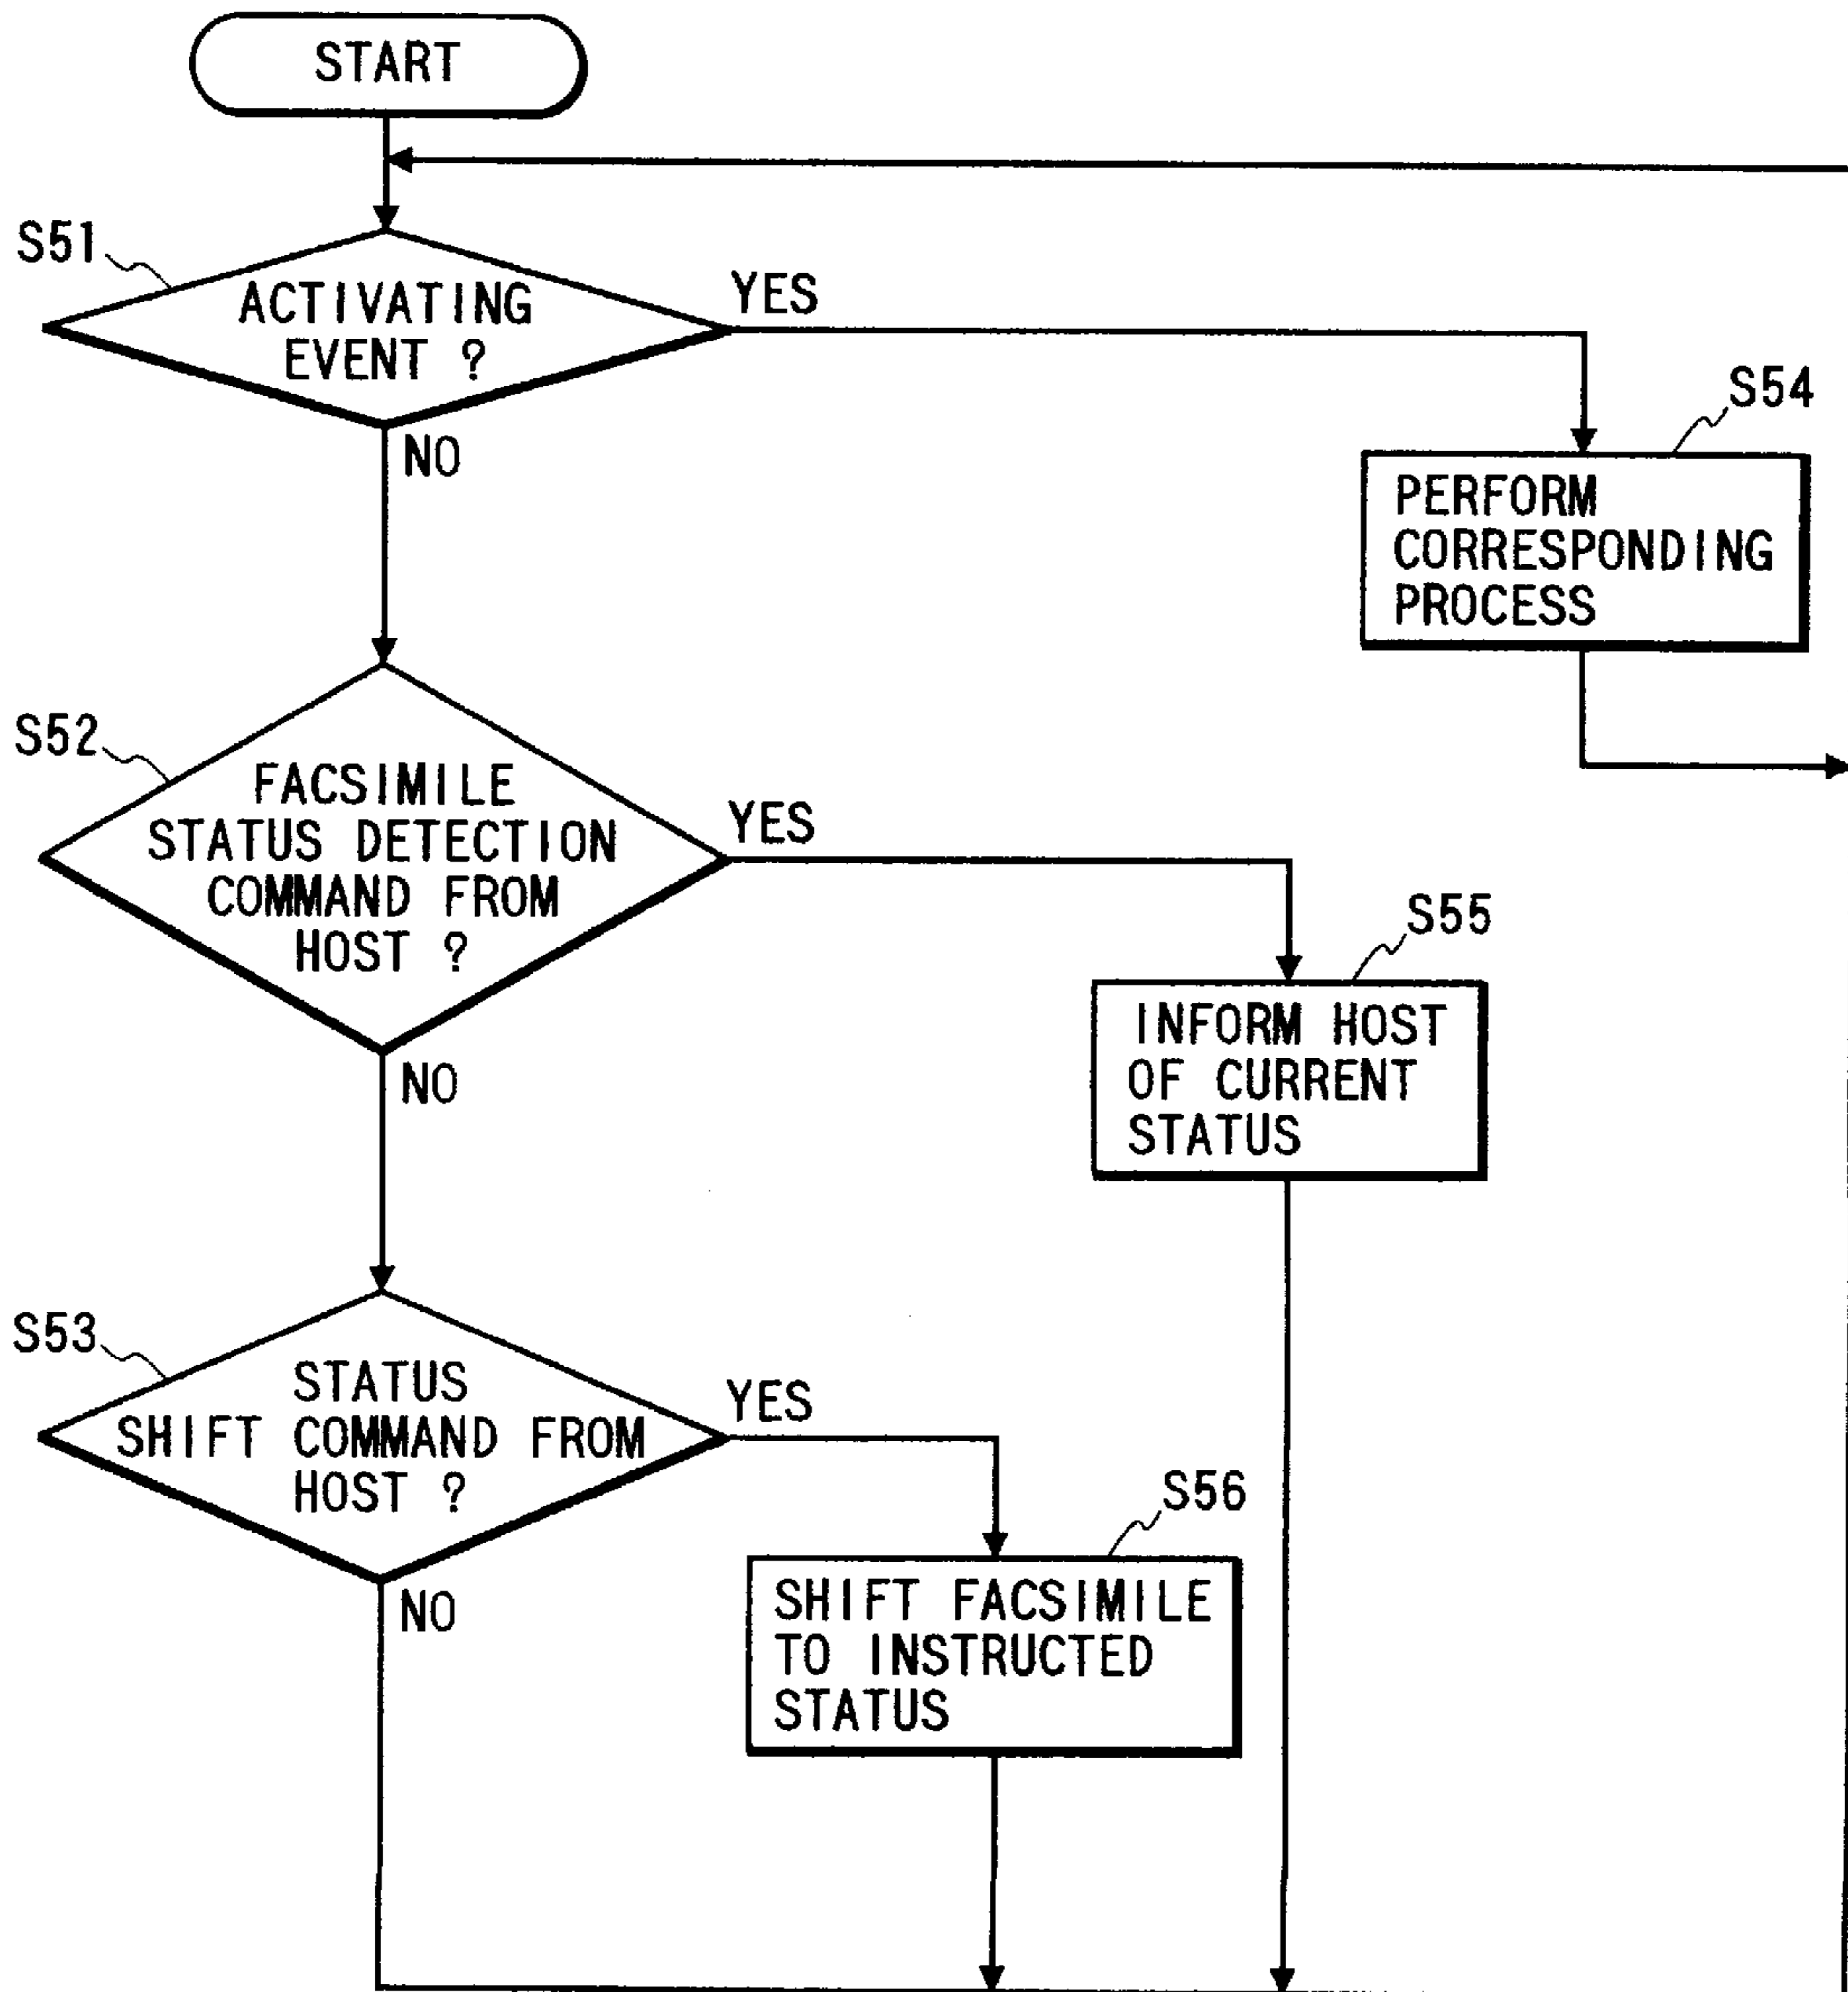 START
S51
ACTIVATING
EVENT ?
YES
NO
S54
PERFORM
CORRESPONDING
PROCESS
S52
FACSIMILE
STATUS DETECTION
COMMAND FROM
HOST ?
YES
NO
S55
INFORM HOST
OF CURRENT
STATUS
S53
STATUS
SHIFT COMMAND FROM
HOST ?
YES
NO
S56
SHIFT FACSIMILE
TO INSTRUCTED
STATUS